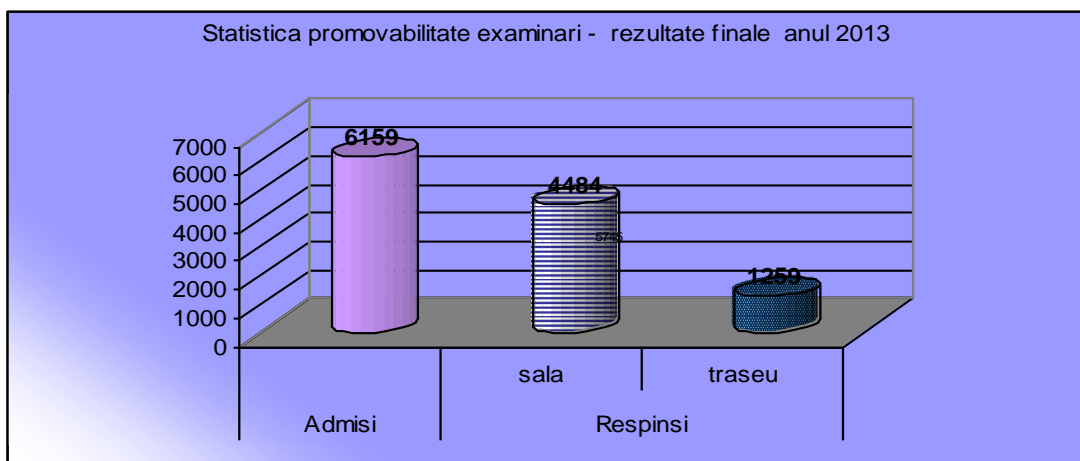 Statistica promovabilitate examinari - rezultate finale anul 2013
7000
6000
5000
4000
3000
2000
1000
0
6159
4484
5745
1259
sala
traseu
Admisi
Respinsi